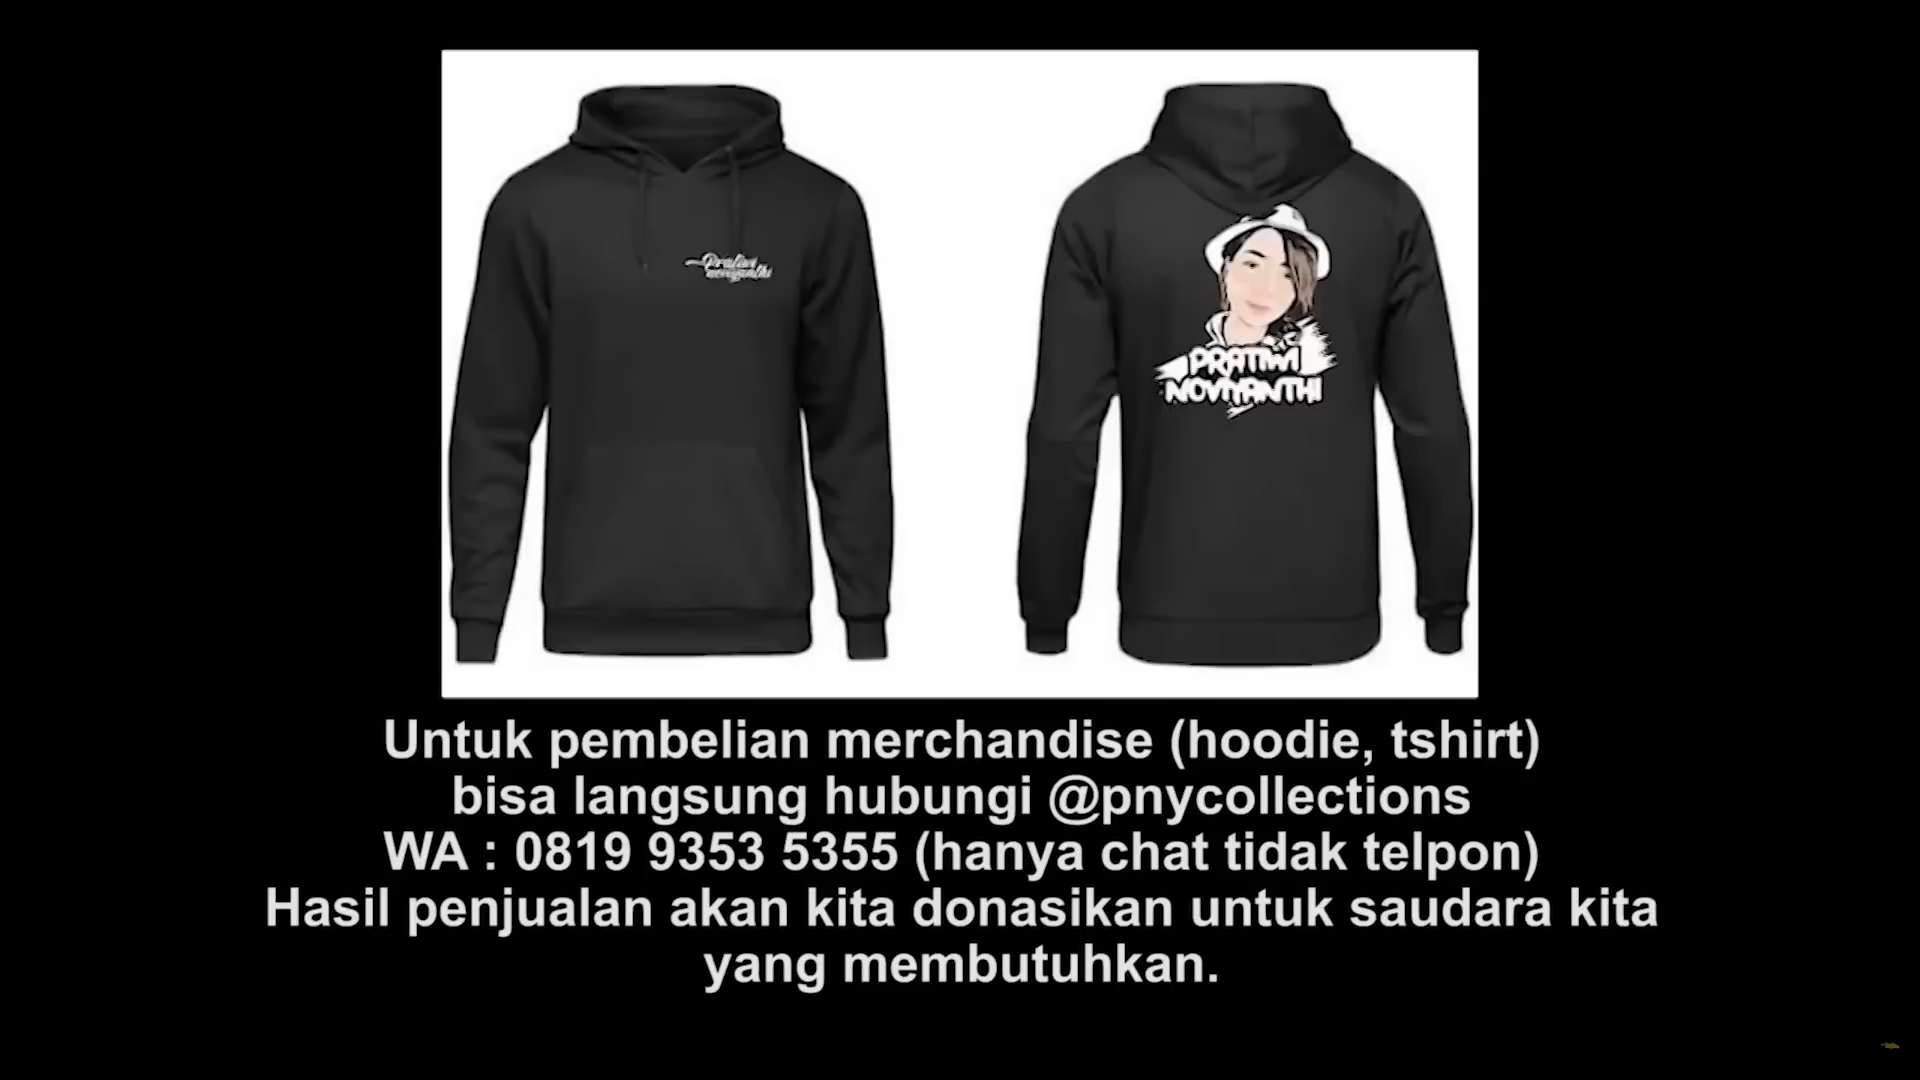 Pratiwi
noviyanthi
PRATIWI
NOVIYANTHI
Untuk pembelian merchandise (hoodie, tshirt)
bisa langsung hubungi @pnycollections
WA : 0819 9353 5355 (hanya chat tidak telpon)
Hasil penjualan akan kita donasikan untuk saudara kita
yang membutuhkan.